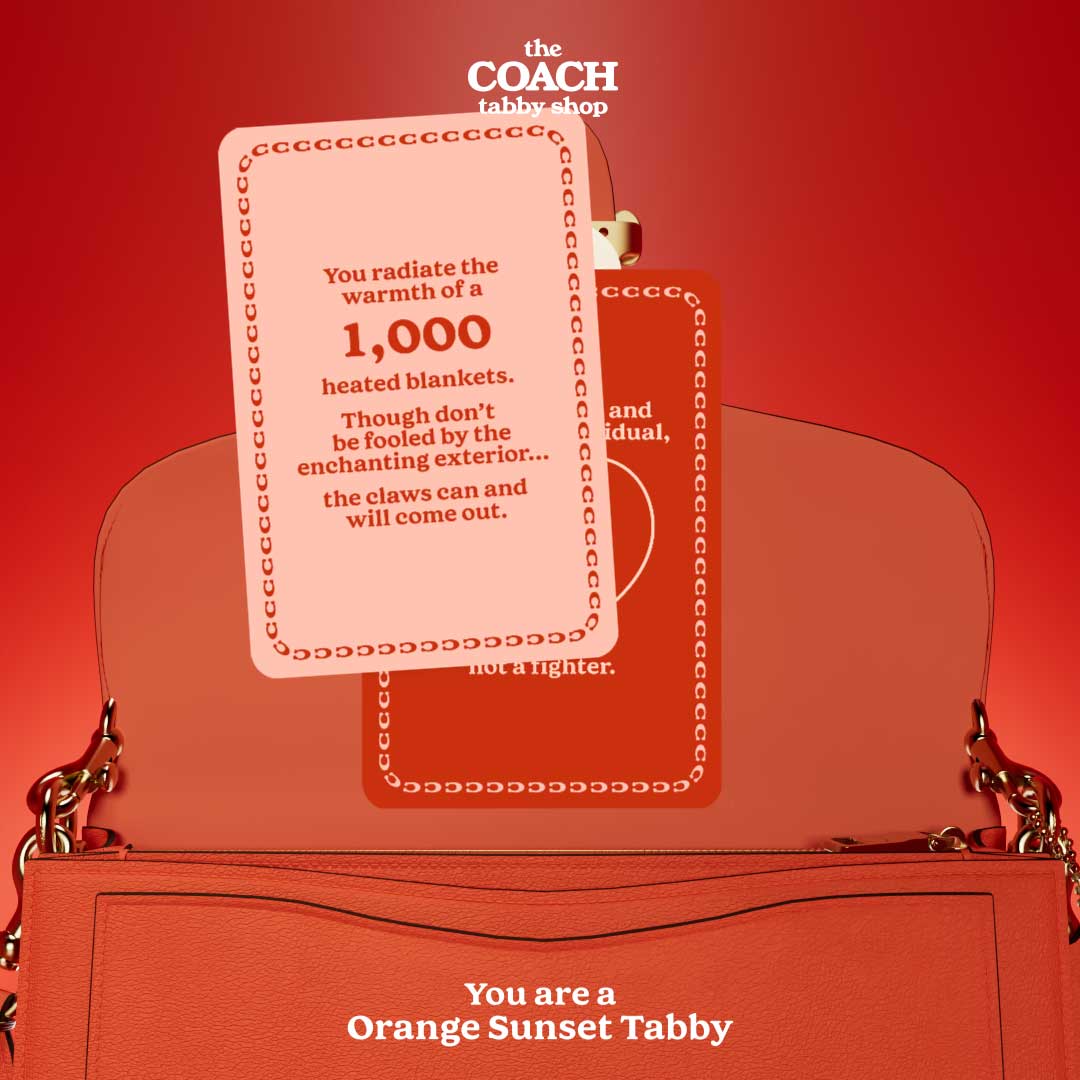 the
COACH
tabby shop
You radiate the
warmth of a
1,000
heated blankets.
Though don’t
be fooled by the
enchanting exterior...
the claws can and
will come out.
and
not a fighter.
You are a
Orange Sunset Tabby